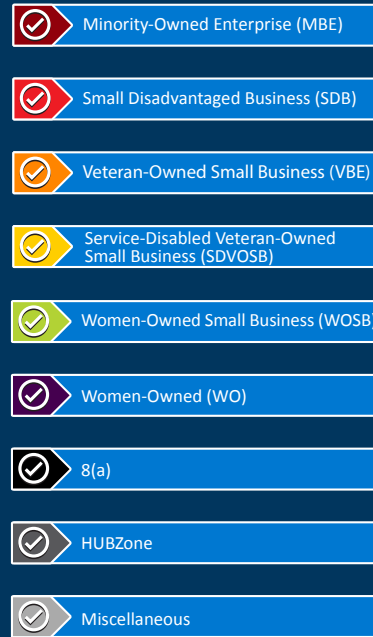 Minority-Owned Enterprise (MBE)
Small Disadvantaged Business (SDB)
Veteran-Owned Small Business (VBE)
Service-Disabled Veteran-Owned
Small Business (SDVOSB)
Women-Owned Small Business (WOSB)
Women-Owned (WO)
8(a)
HUBZone
Miscellaneous